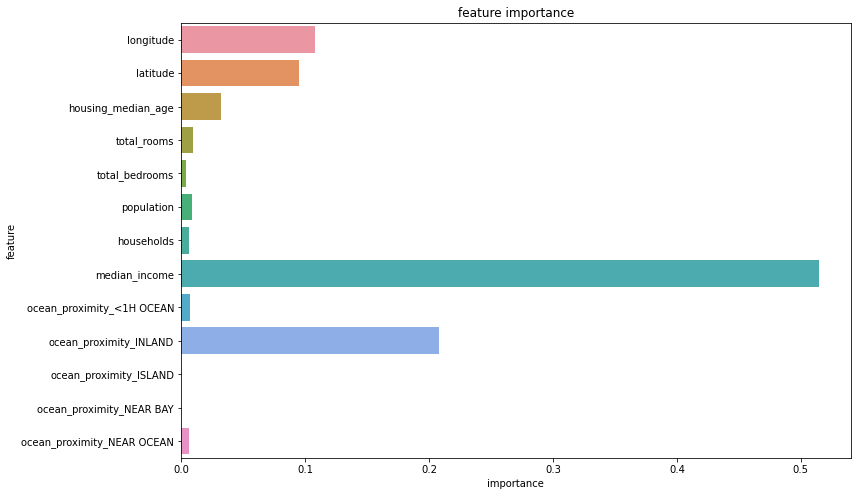 feature importance
feature
longitude
latitude
housing_median_age
total_rooms
total_bedrooms
population
households
median_income
ocean_proximity_<1H OCEAN
ocean_proximity_INLAND
ocean_proximity_ISLAND
ocean_proximity_NEAR BAY
ocean_proximity_NEAR OCEAN
0.0 0.1 0.2 0.3 0.4 0.5
importance